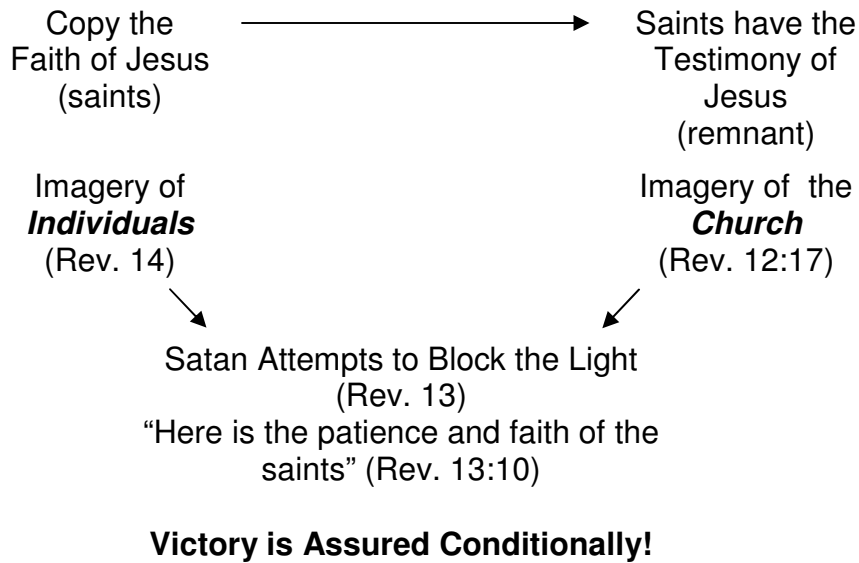 Copy the
Faith of Jesus
(saints)
Saints have the
Testimony of
Jesus
(remnant)
Imagery of
Individuals
(Rev. 14)
Imagery of the
Church
(Rev. 12:17)
Satan Attempts to Block the Light
(Rev. 13)
“Here is the patience and faith of the
saints” (Rev. 13:10)
Victory is Assured Conditionally!